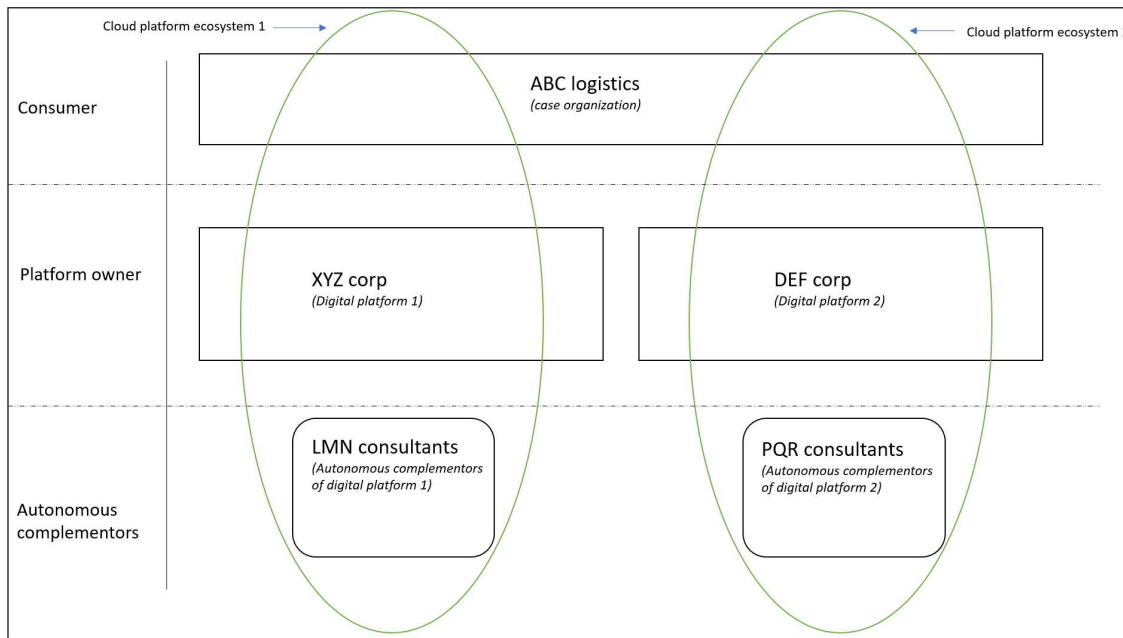 Cloud platform ecosystem 1
Cloud platform ecosystem
Consumer
ABC logistics
(case organization)
Platform owner
XYZ corp
(Digital platform 1)
DEF corp
(Digital platform 2)
Autonomous
complementors
LMN consultants
(Autonomous complementors
of digital platform 1)
PQR consultants
(Autonomous complementors
of digital platform 2)